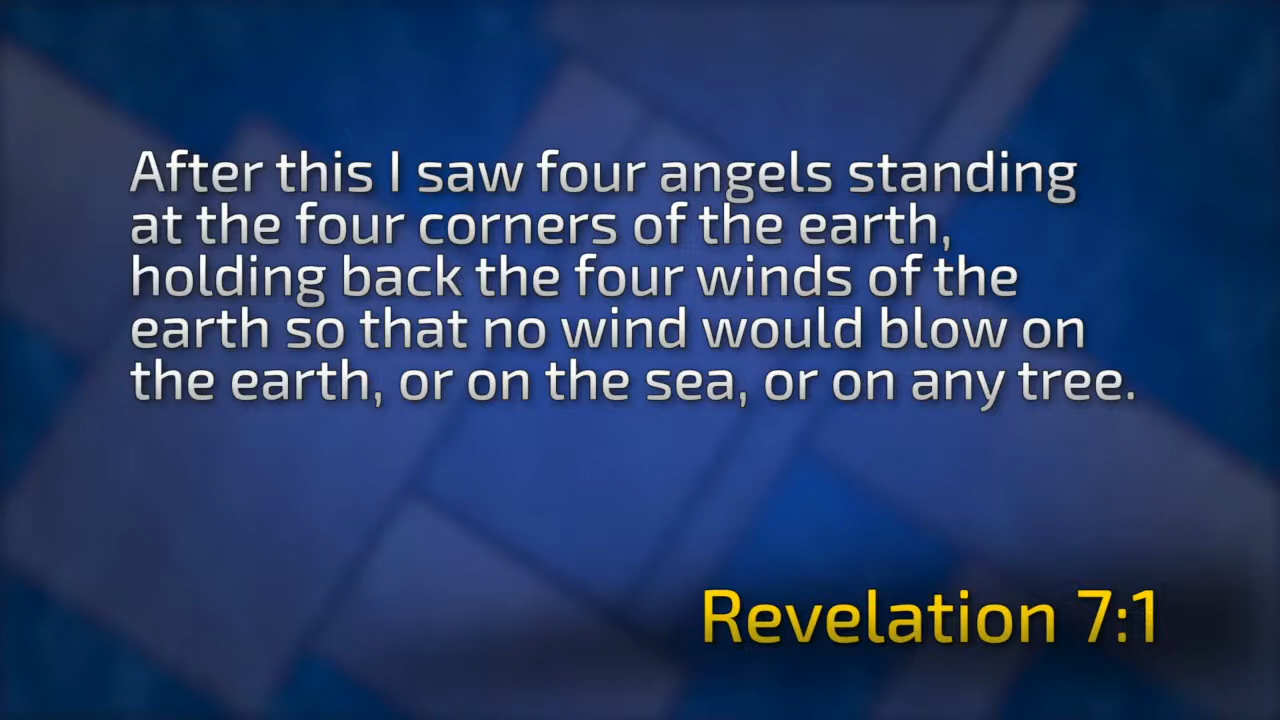 After this I saw four angels standing
at the four corners of the earth,
holding back the four winds of the
earth so that no wind would blow on
the earth, or on the sea, or on any tree.
Revelation 7:1